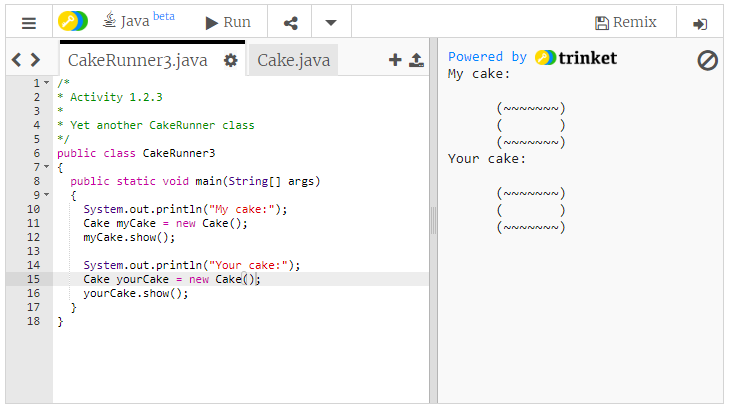 Java beta Run Remix
CakeRunner3.java Cake.java
1 /*
2 * Activity 1.2.3
3 *
4 * Yet another CakeRunner class
5 */
6 public class CakeRunner3
7 {
8   public static void main(String[] args)
9   {
10     System.out.println("My cake:");
11     Cake myCake = new Cake();
12     myCake.show();
13
14     System.out.println("Your cake:");
15     Cake yourCake = new Cake();
16     yourCake.show();
17   }
18 }
Powered by trinket
My cake:
(~~~~~~~)
(       )
(~~~~~~~)
Your cake:
(~~~~~~~)
(       )
(~~~~~~~)